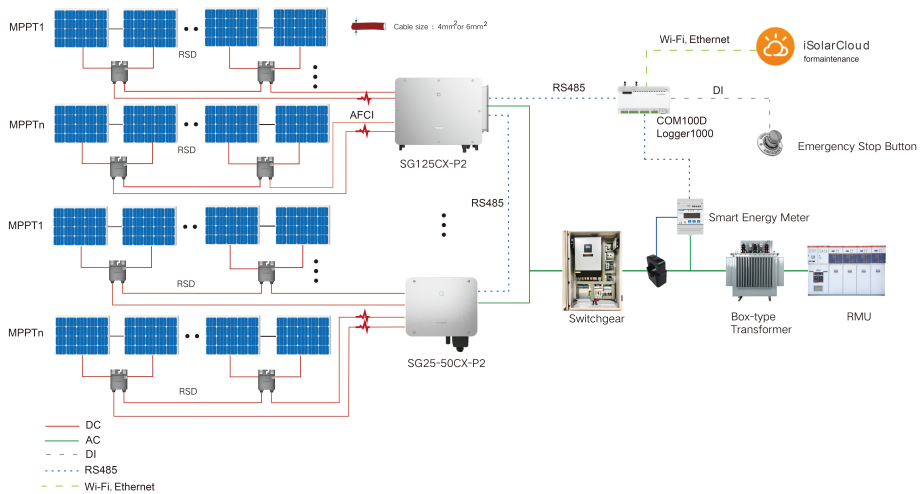 MPPT1
Cable size : 4mm²or 6mm²
RSD
Wi-Fi, Ethernet
iSolarCloud
formaintenance
RS485
DI
MPPTn
AFCI
COM100D
Logger1000
RSD
Emergency Stop Button
SG125CX-P2
RS485
MPPT1
Smart Energy Meter
RSD
Switchgear
Box-type
Transformer
RMU
MPPTn
SG25-50CX-P2
RSD
DC
AC
DI
RS485
Wi-Fi, Ethernet